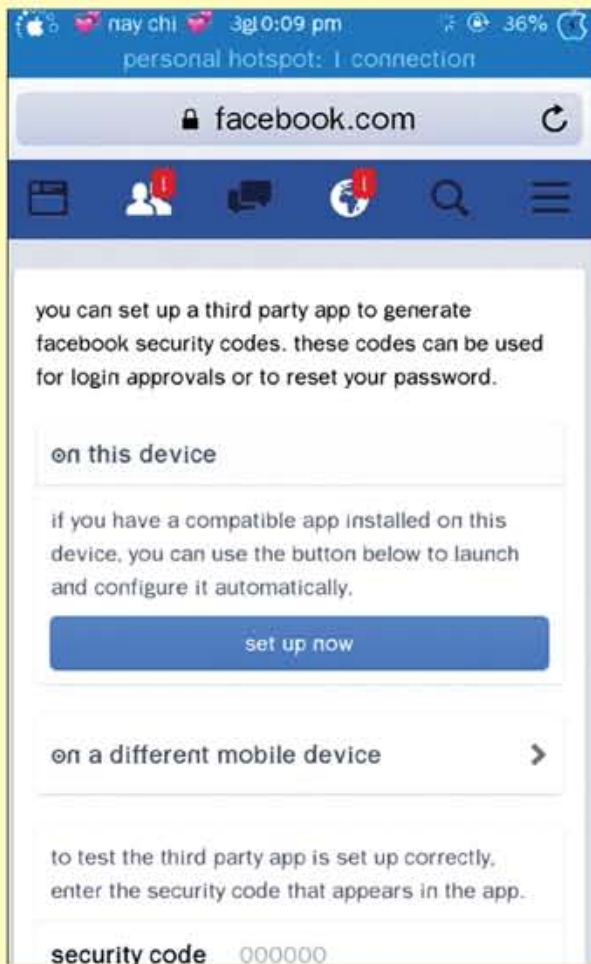 nay chi 3gl0:09 pm 36%
personal hotspot: 1 connection
facebook.com
1 1
you can set up a third party app to generate
facebook security codes. these codes can be used
for login approvals or to reset your password.
on this device
if you have a compatible app installed on this
device, you can use the button below to launch
and configure it automatically.
set up now
on a different mobile device
to test the third party app is set up correctly,
enter the security code that appears in the app.
security code 000000